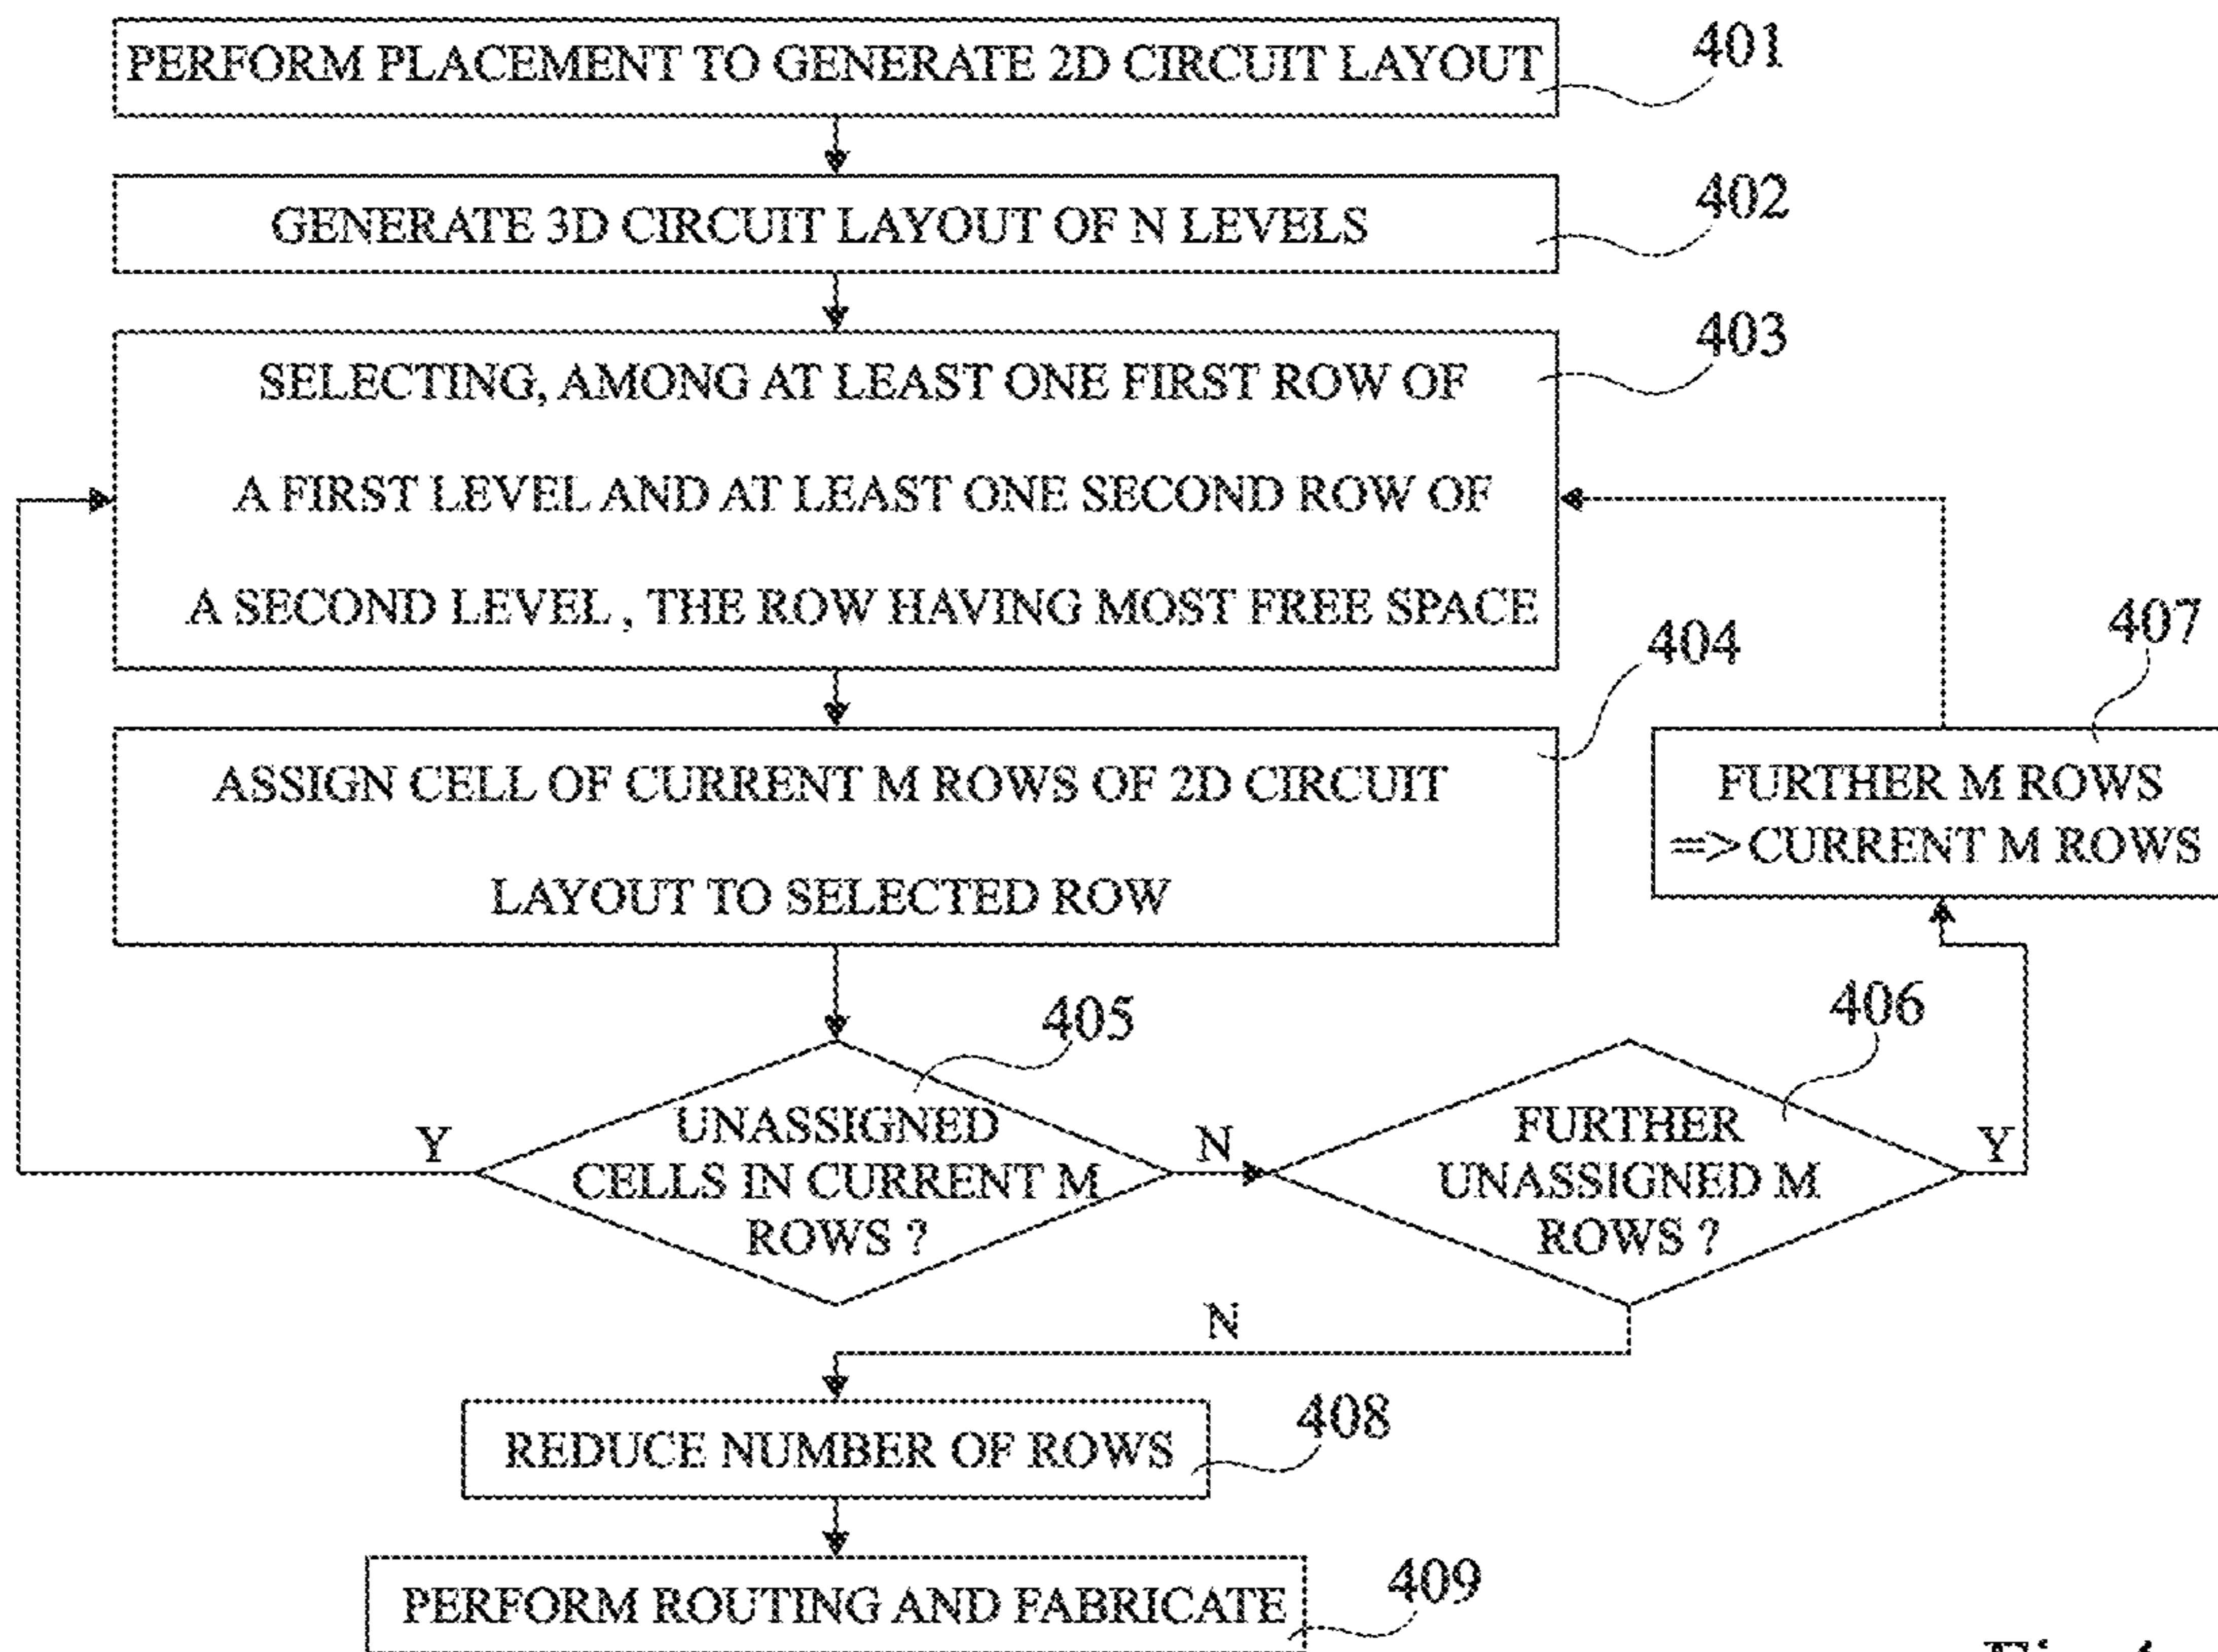 PERFORM PLACEMENT TO GENERATE 2D CIRCUIT LAYOUT
401
GENERATE 3D CIRCUIT LAYOUT OF N LEVELS
402
SELECTING, AMONG AT LEAST ONE FIRST ROW OF
A FIRST LEVEL AND AT LEAST ONE SECOND ROW OF
A SECOND LEVEL, THE ROW HAVING MOST FREE SPACE
403
ASSIGN CELL OF CURRENT M ROWS OF 2D CIRCUIT
LAYOUT TO SELECTED ROW
404
407
FURTHER M ROWS
=> CURRENT M ROWS
405
UNASSIGNED
CELLS IN CURRENT M
ROWS ?
Y
N
406
FURTHER
UNASSIGNED M
ROWS ?
Y
N
REDUCE NUMBER OF ROWS
408
PERFORM ROUTING AND FABRICATE
409